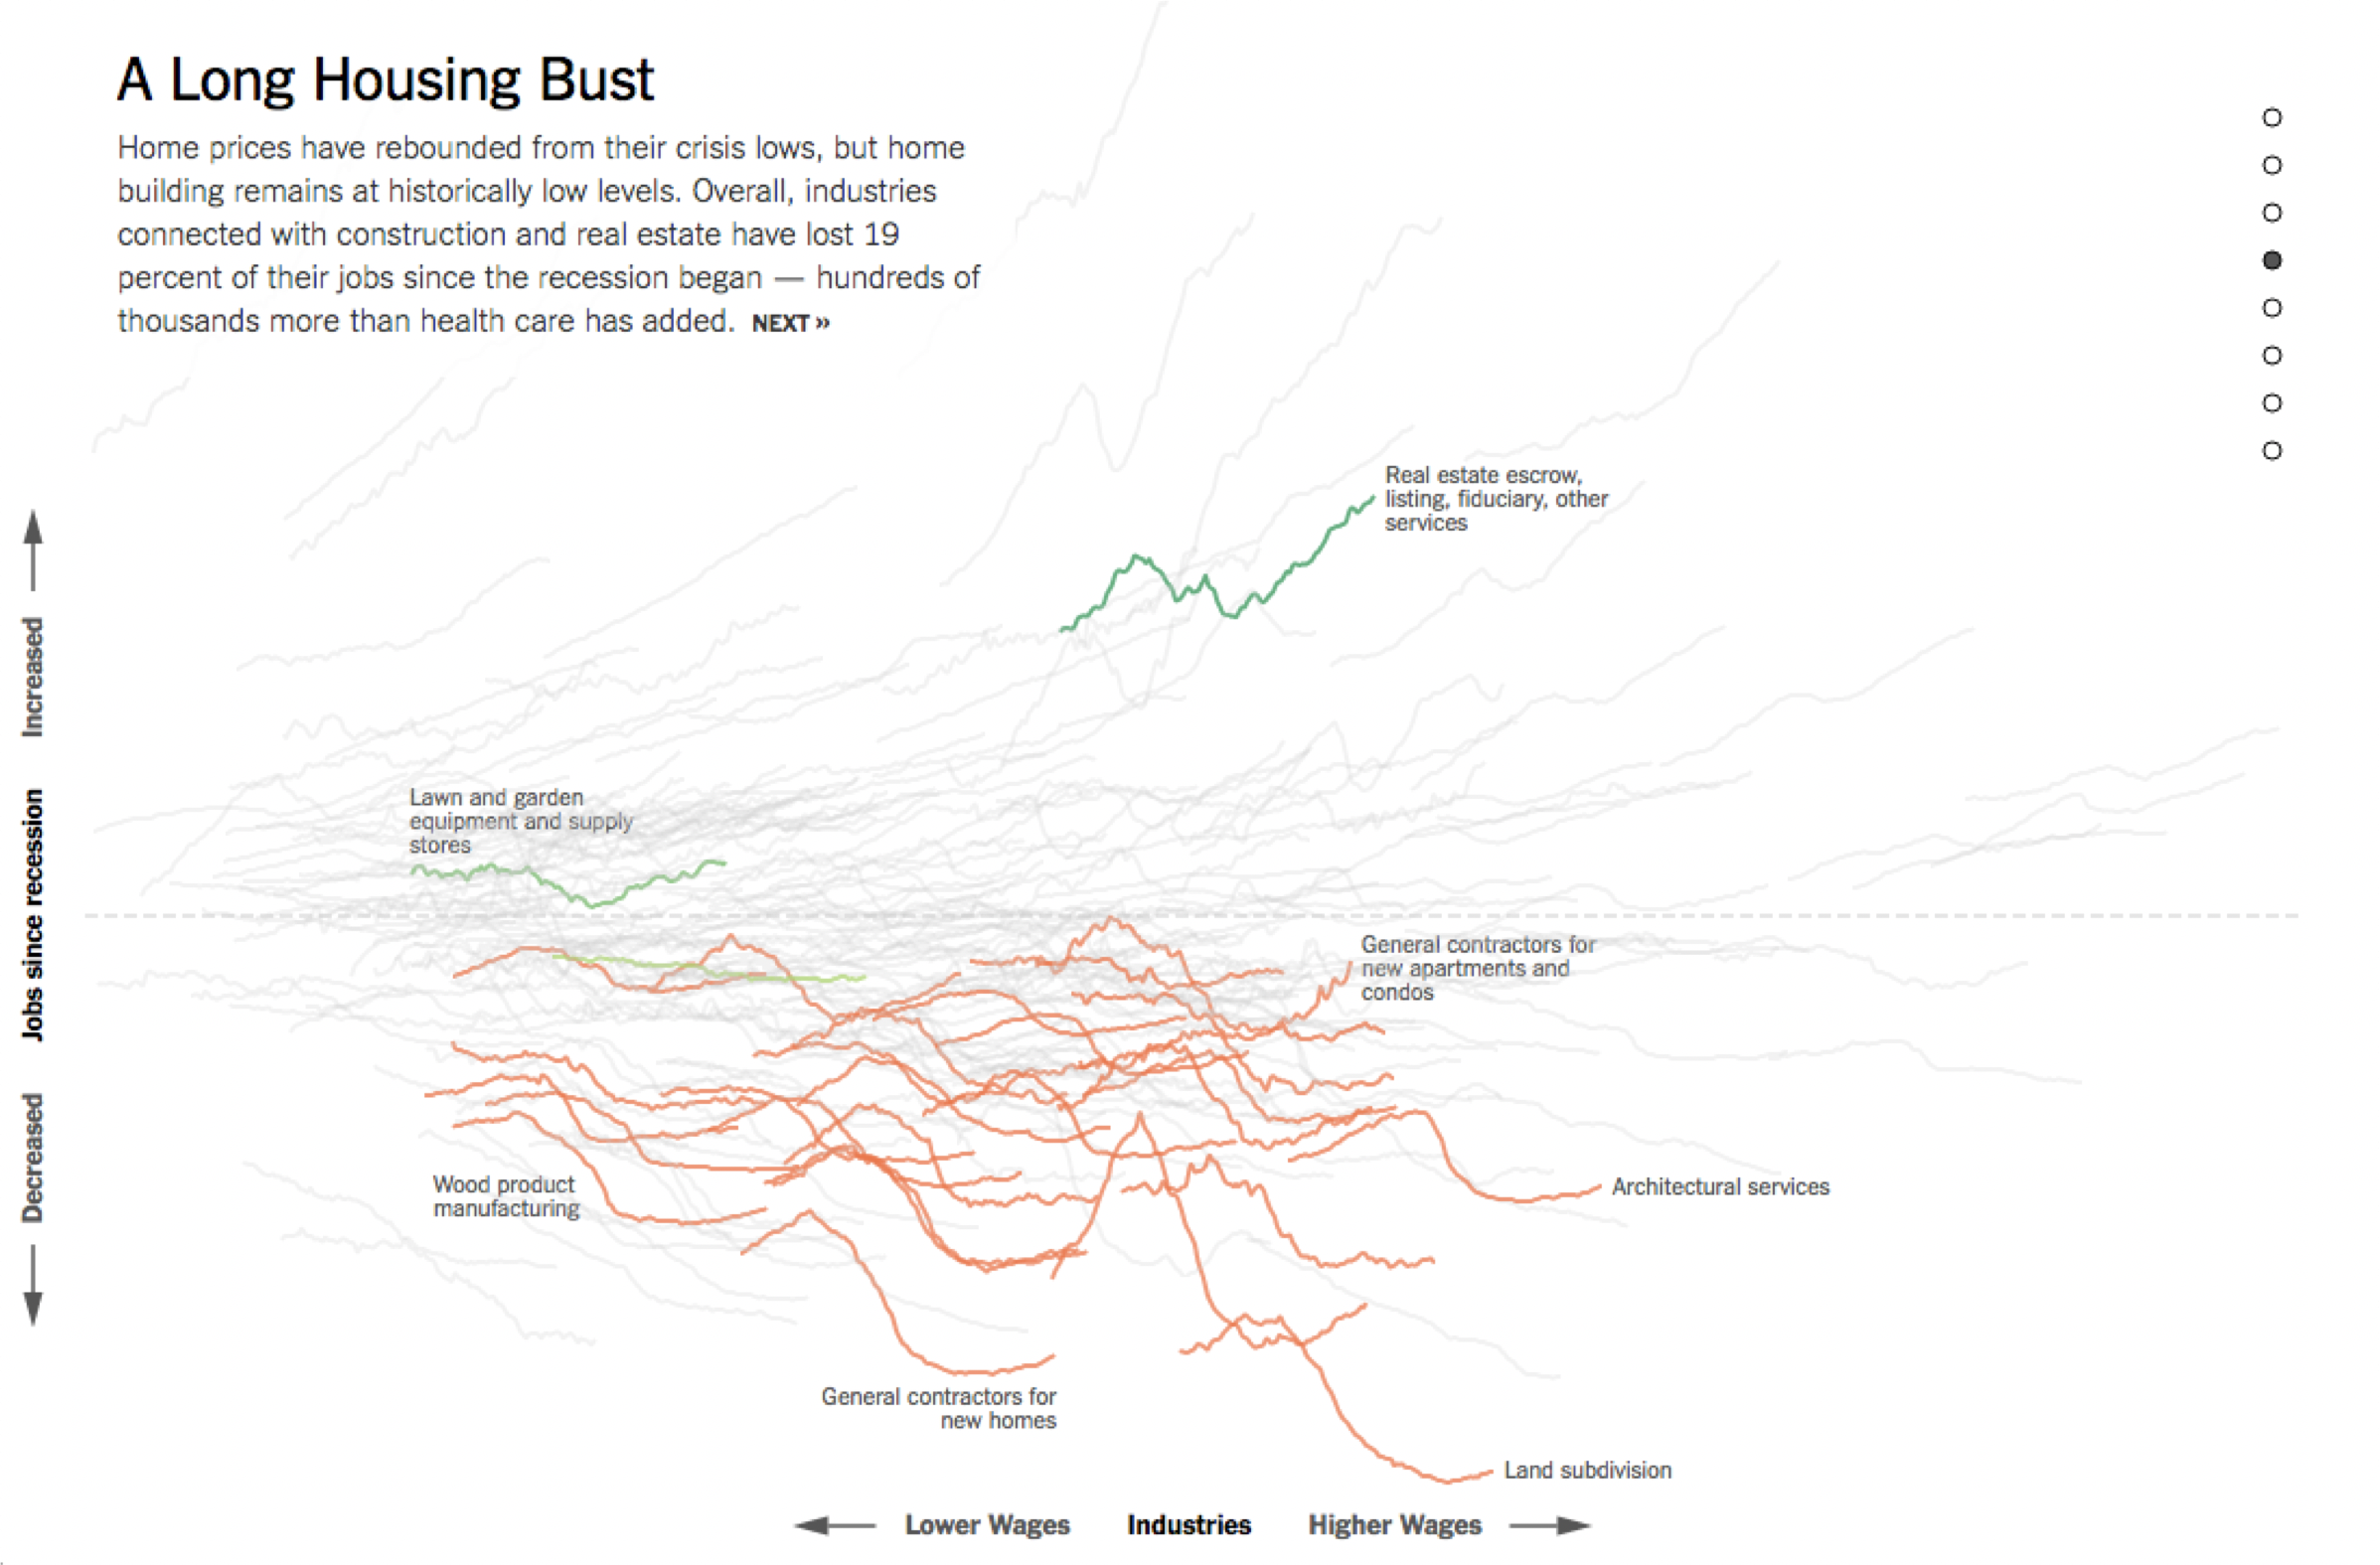 A Long Housing Bust
Home prices have rebounded from their crisis lows, but home
building remains at historically low levels. Overall, industries
connected with construction and real estate have lost 19
percent of their jobs since the recession began — hundreds of
thousands more than health care has added. NEXT »
Real estate escrow,
listing, fiduciary, other
services
Increased
Lawn and garden
equipment and supply
stores
Jobs since recession
General contractors for
new apartments and
condos
Decreased
Wood product
manufacturing
Architectural services
General contractors for
new homes
Land subdivision
Lower Wages Industries Higher Wages